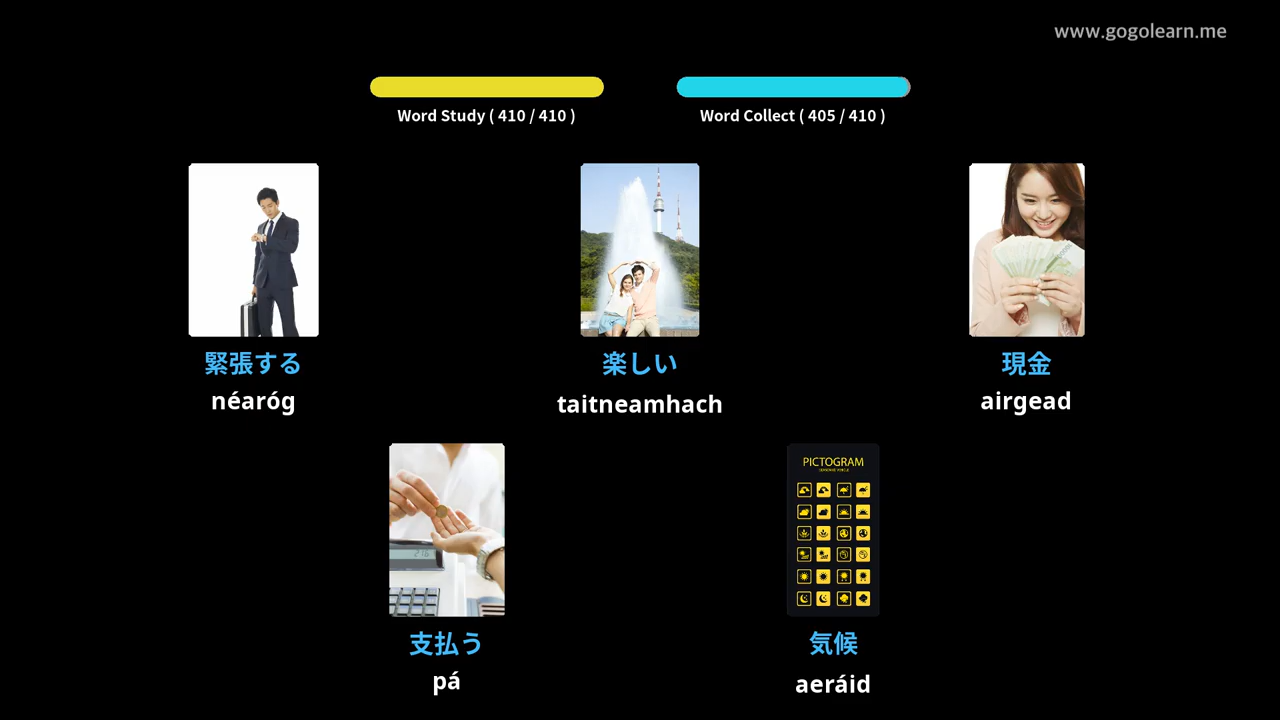 www.gogolearn.me
Word Study ( 410 / 410 )
Word Collect ( 405 / 410 )
緊張する
néaróg
楽しい
taitneamhach
現金
airgead
PICTOGRAM
支払う
pá
気候
aeráid